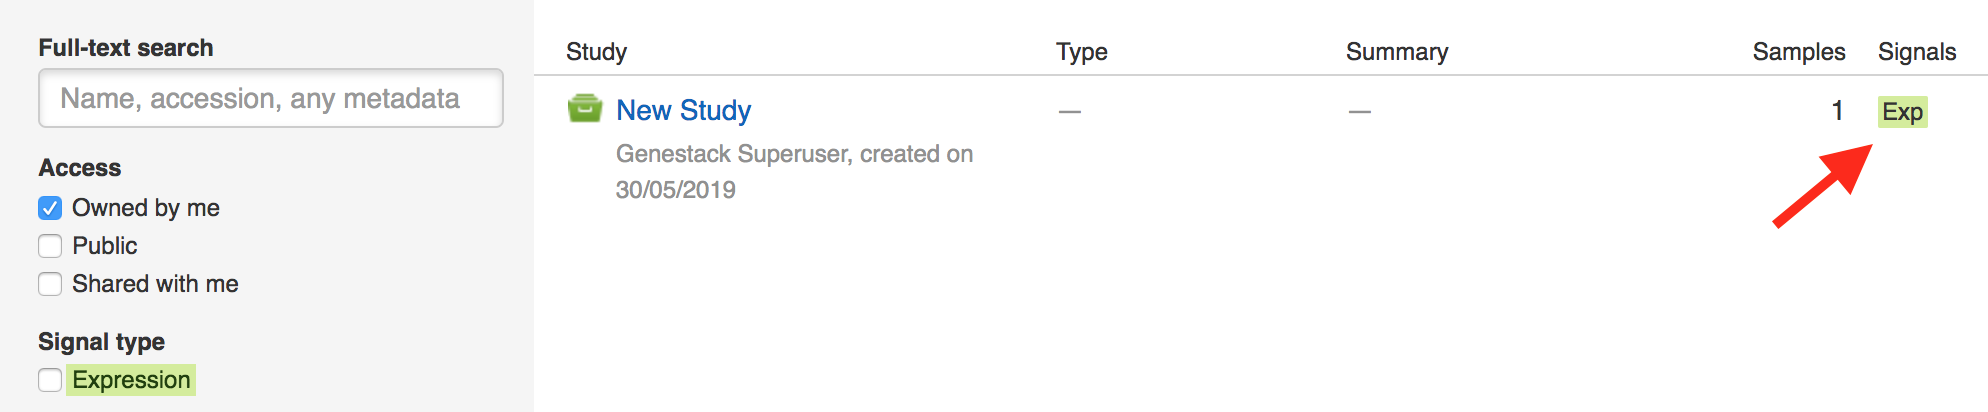 Full-text search
Name, accession, any metadata
Access
Owned by me
Public
Shared with me
Signal type
Expression
Study Type Summary Samples Signals
New Study — — 1 Exp
Genestack Superuser, created on
30/05/2019